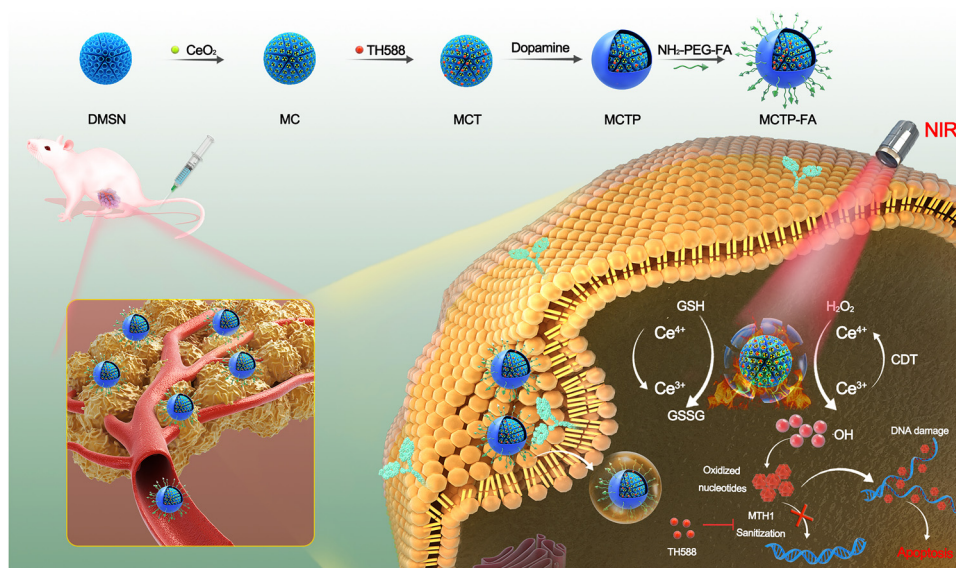 CeO₂
TH588
Dopamine
NH₂-PEG-FA
DMSN
MC
MCT
MCTP
MCTP-FA
NIR
GSH
H₂O₂
Ce⁴⁺
Ce⁴⁺
CDT
Ce³⁺
Ce³⁺
GSSG
·OH
DNA damage
Oxidized
nucleotides
MTH1
Sanitization
TH588
Apoptosis